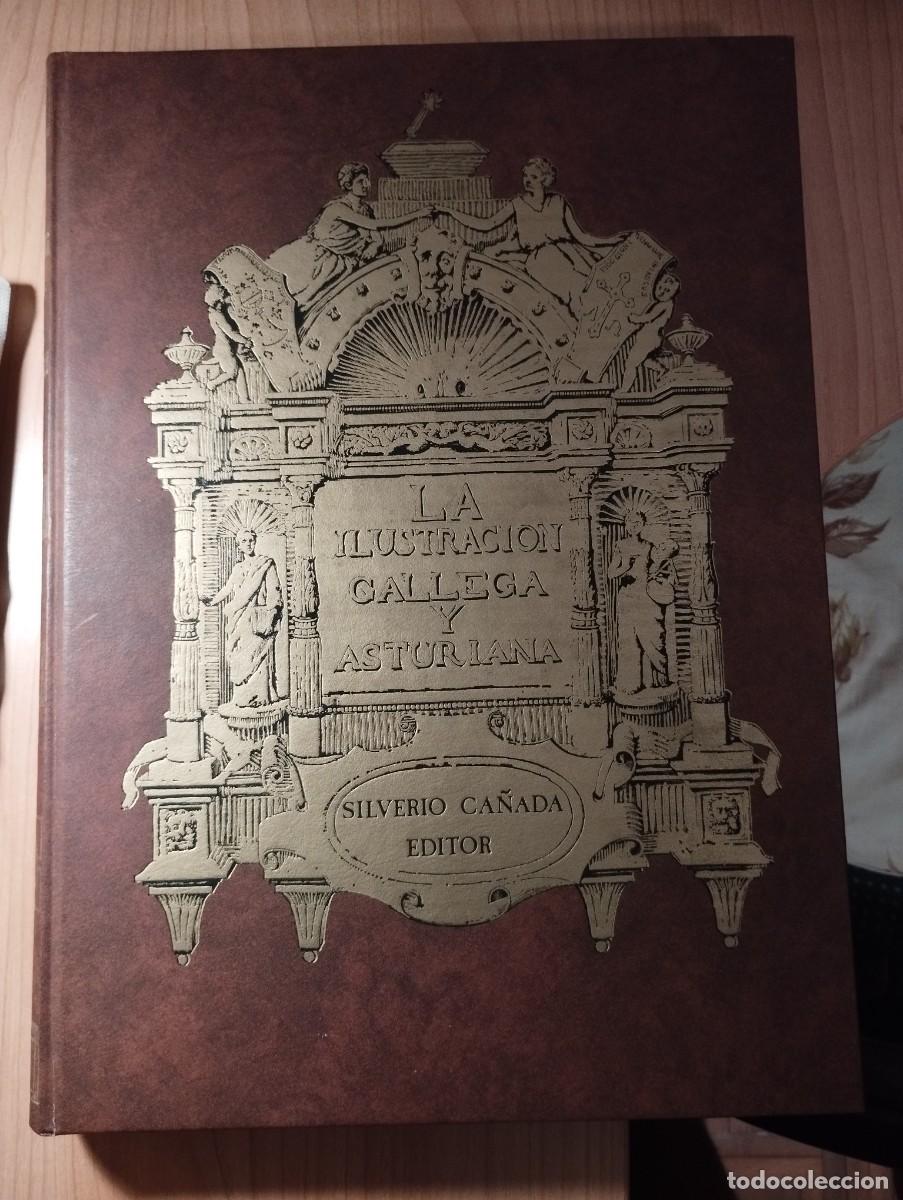 LA
ILUSTRACION
GALLEGA
Y
ASTURIANA
SILVERIO CAÑADA
EDITOR
todocoleccion